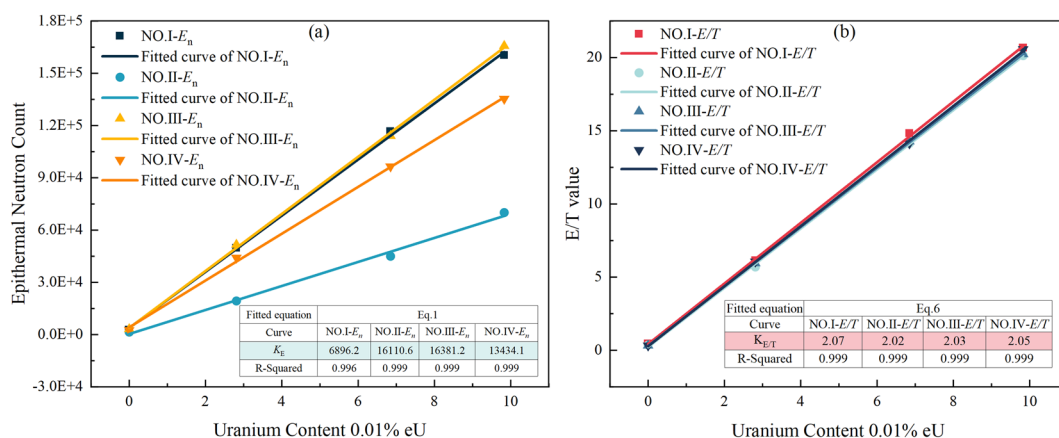 (a)
NO.I-En
Fitted curve of NO.I-En
NO.II-En
Fitted curve of NO.II-En
NO.III-En
Fitted curve of NO.III-En
NO.IV-En
Fitted curve of NO.IV-En
1.8E+5
1.5E+5
1.2E+5
9.0E+4
6.0E+4
3.0E+4
0.0E+0
-3.0E+4
Epithermal Neutron Count
Fitted equation Eq.1
Curve NO.I-En NO.II-En NO.III-En NO.IV-En
KE 6896.2 16110.6 16381.2 13434.1
R-Squared 0.996 0.999 0.999 0.999
0 2 4 6 8 10
Uranium Content 0.01% eU
(b)
NO.I-E/T
Fitted curve of NO.I-E/T
NO.II-E/T
Fitted curve of NO.II-E/T
NO.III-E/T
Fitted curve of NO.III-E/T
NO.IV-E/T
Fitted curve of NO.IV-E/T
20
15
10
5
0
E/T value
Fitted equation Eq.6
Curve NO.I-E/T NO.II-E/T NO.III-E/T NO.IV-E/T
KE/T 2.07 2.02 2.03 2.05
R-Squared 0.999 0.999 0.999 0.999
0 2 4 6 8 10
Uranium Content 0.01% eU